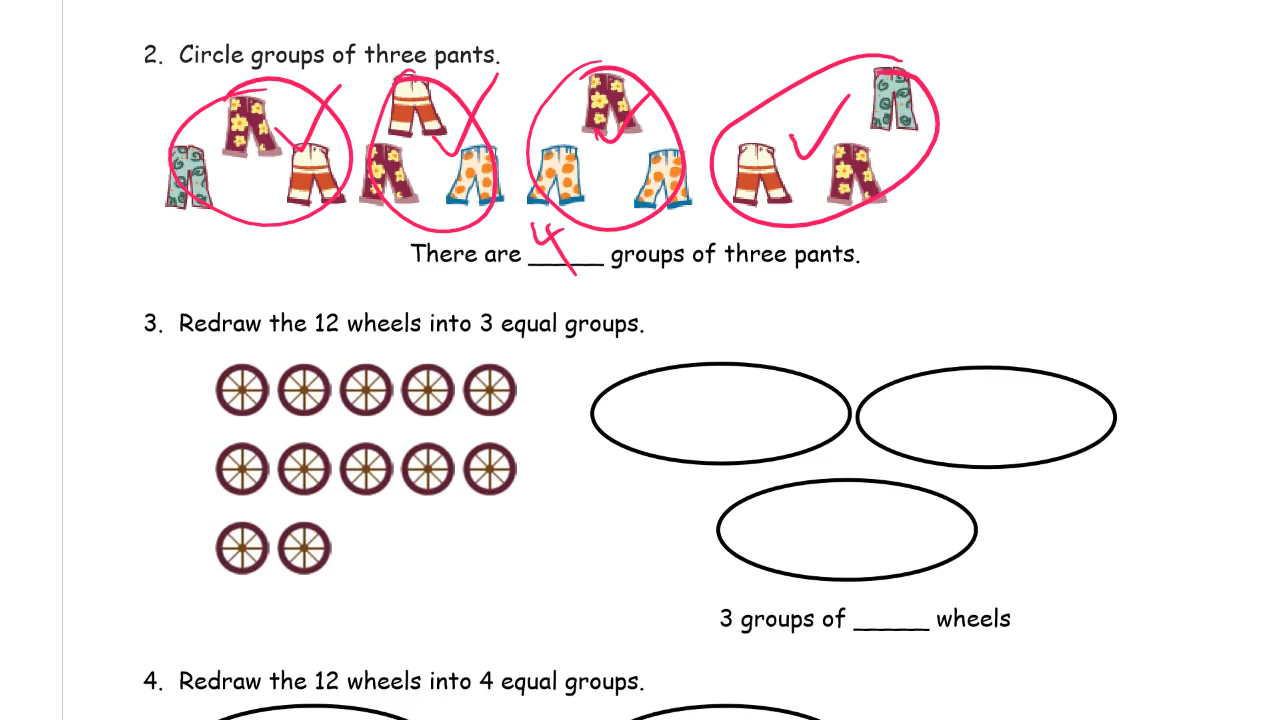 2. Circle groups of three pants.
There are 4 groups of three pants.
3. Redraw the 12 wheels into 3 equal groups.
3 groups of _____ wheels
4. Redraw the 12 wheels into 4 equal groups.